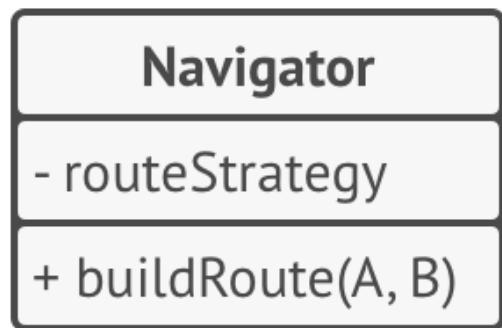 Navigator
- routeStrategy
+ buildRoute(A, B)